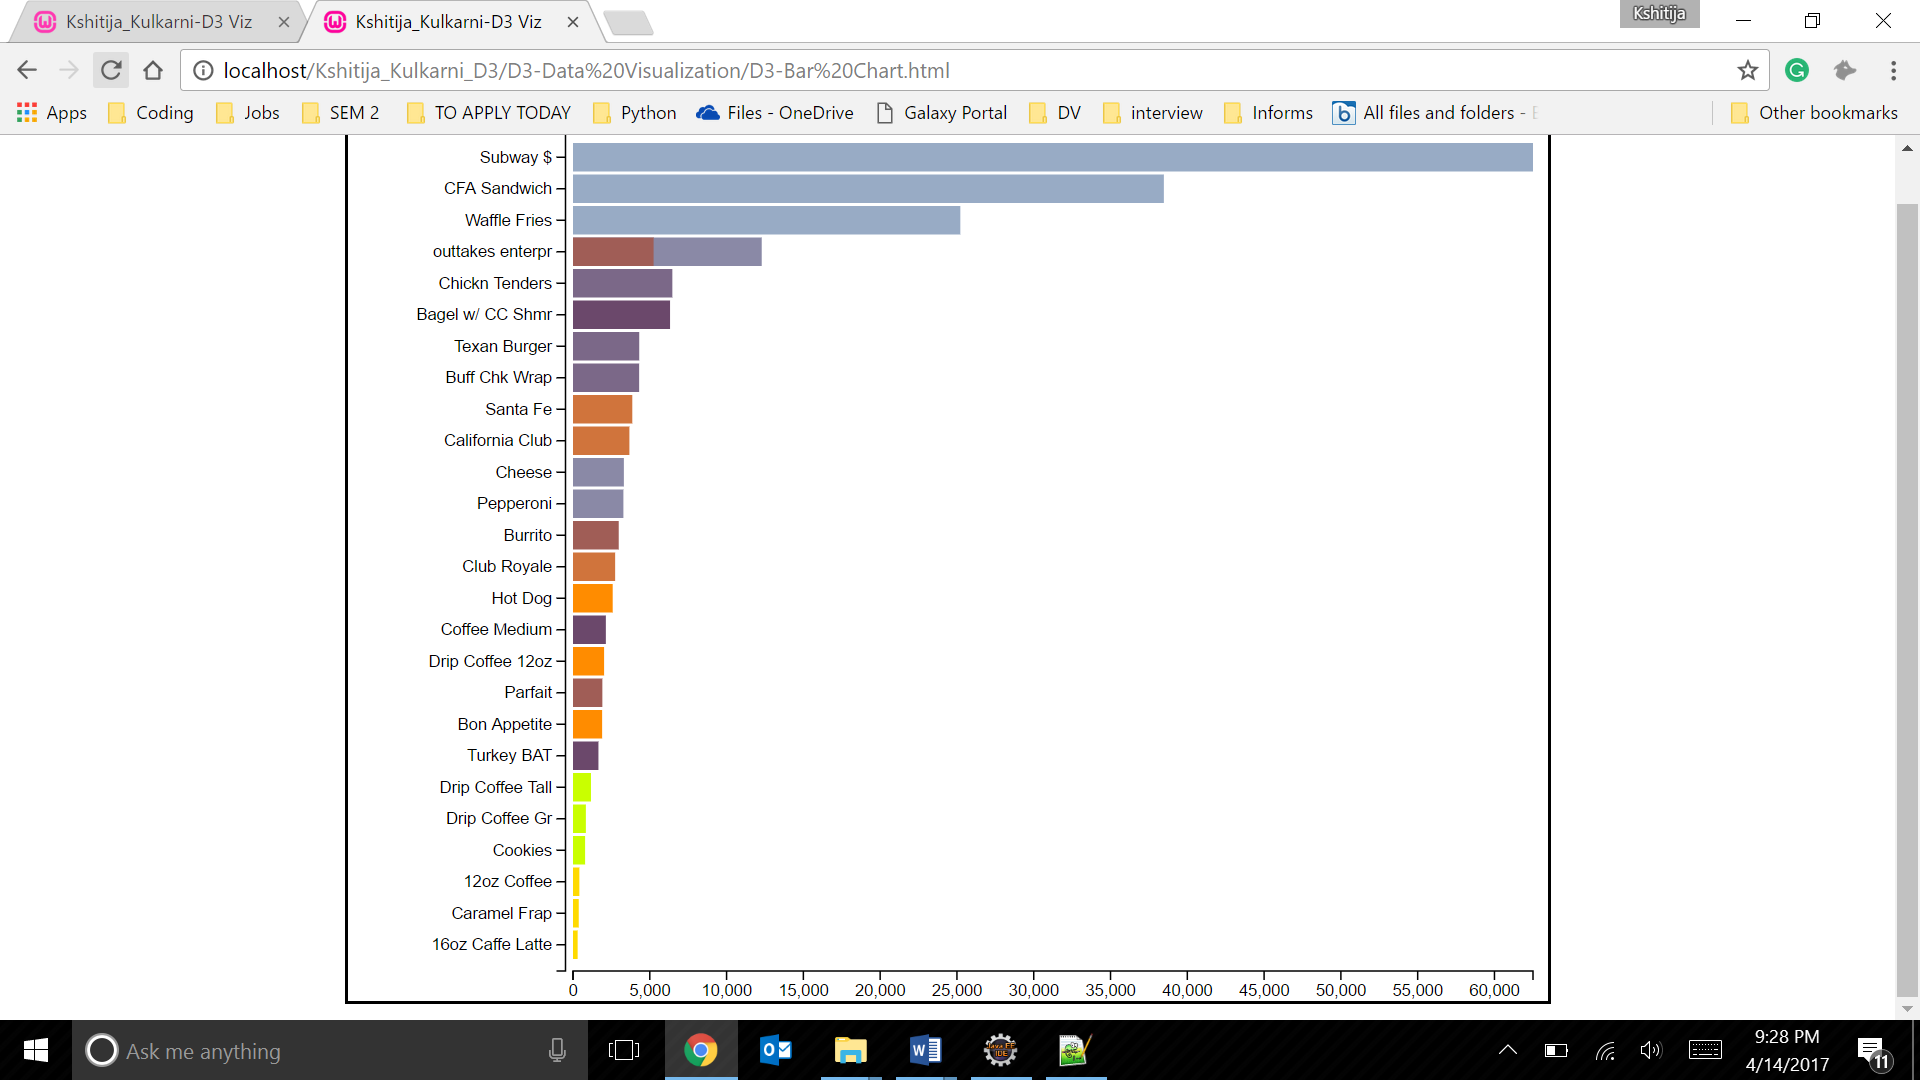 Kshitija_Kulkarni-D3 Viz
Kshitija_Kulkarni-D3 Viz
Kshitija
localhost/Kshitija_Kulkarni_D3/D3-Data%20Visualization/D3-Bar%20Chart.html
Apps Coding Jobs SEM 2 TO APPLY TODAY Python Files - OneDrive Galaxy Portal DV interview Informs All files and folders - Other bookmarks
Subway $
CFA Sandwich
Waffle Fries
outtakes enterpr
Chickn Tenders
Bagel w/ CC Shmr
Texan Burger
Buff Chk Wrap
Santa Fe
California Club
Cheese
Pepperoni
Burrito
Club Royale
Hot Dog
Coffee Medium
Drip Coffee 12oz
Parfait
Bon Appetite
Turkey BAT
Drip Coffee Tall
Drip Coffee Gr
Cookies
12oz Coffee
Caramel Frap
16oz Caffe Latte
0 5,000 10,000 15,000 20,000 25,000 30,000 35,000 40,000 45,000 50,000 55,000 60,000
Ask me anything
9:28 PM
4/14/2017
11